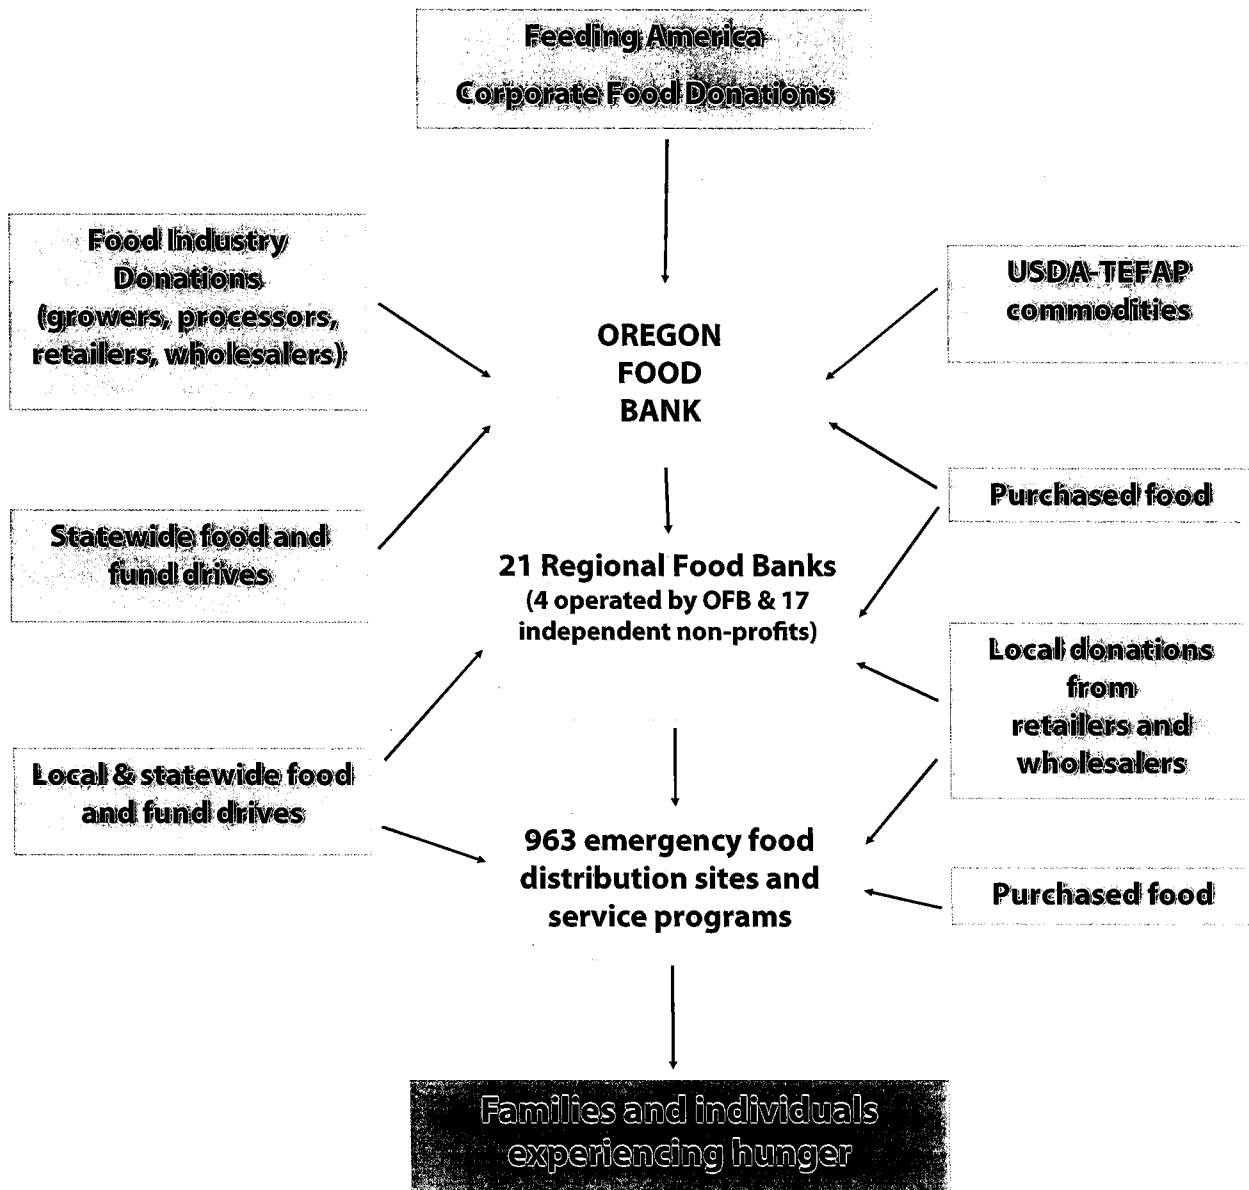 Feeding America
Corporate Food Donations
Food Industry
Donations
(growers, processors,
retailers, wholesalers)
USDA-TEFAP
commodities
OREGON
FOOD
BANK
Purchased food
Statewide food and
fund drives
21 Regional Food Banks
(4 operated by OFB & 17
independent non-profits)
Local donations
from
retailers and
wholesalers
Local & statewide food
and fund drives
963 emergency food
distribution sites and
service programs
Purchased food
Families and individuals
experiencing hunger